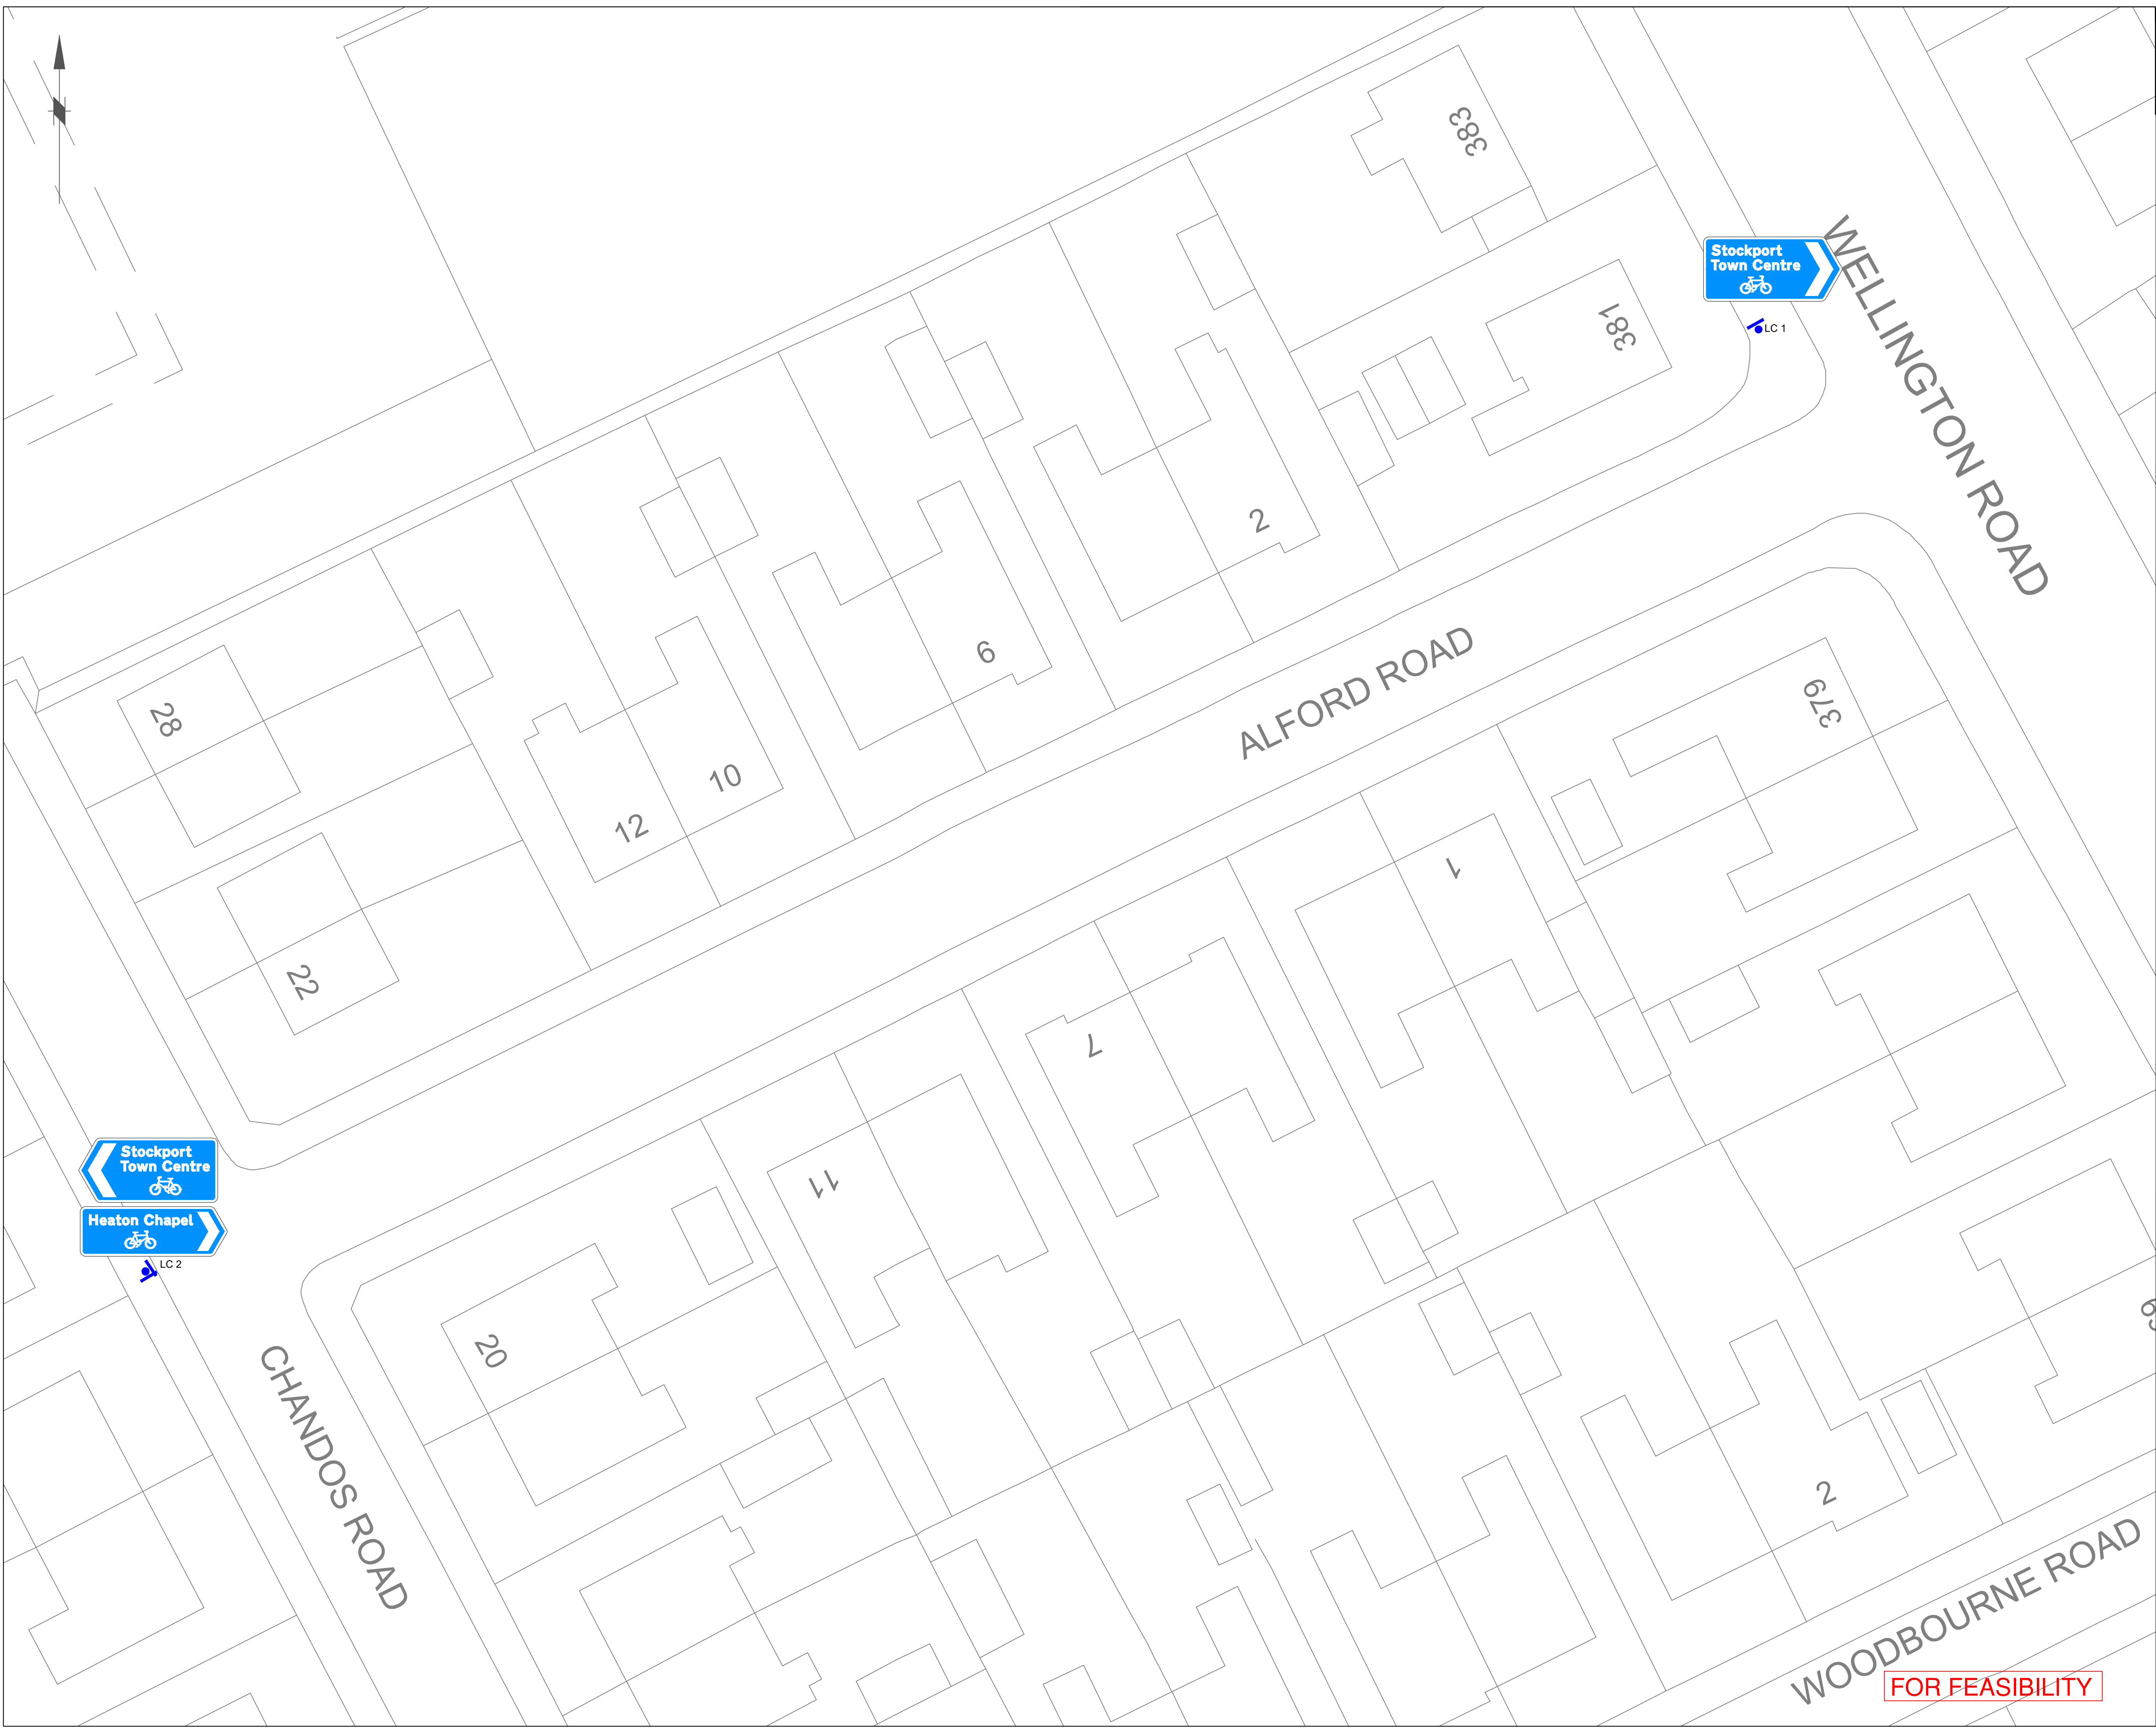 383
381
Stockport
Town Centre
LC 1
WELLINGTON ROAD
2
6
ALFORD ROAD
28
379
10
12
1
22
7
11
Stockport
Town Centre
Heaton Chapel
LC 2
20
CHANDOS ROAD
2
WOODBOURNE ROAD
FOR FEASIBILITY